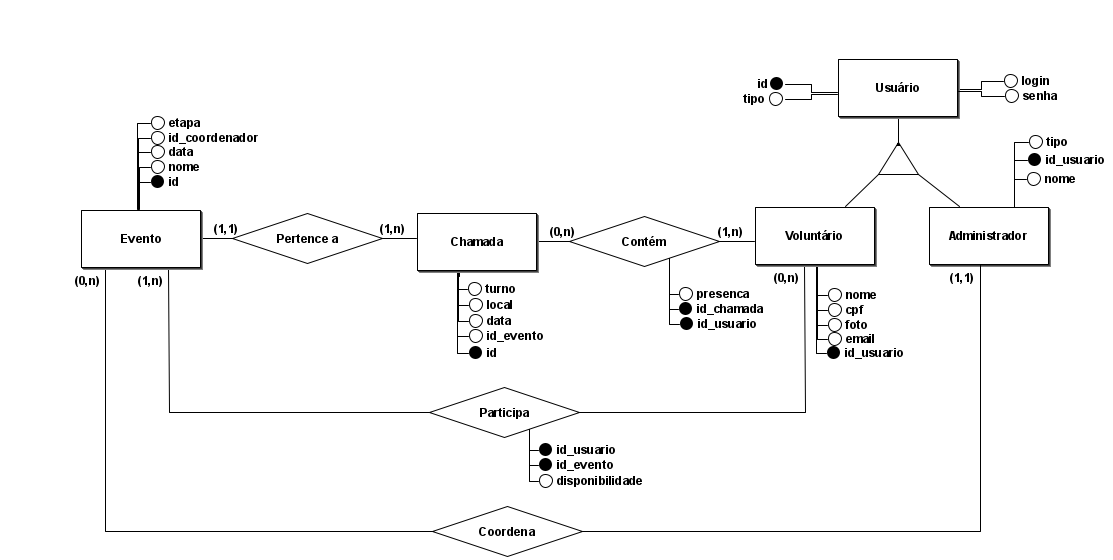 Usuário
id
tipo
login
senha
etapa
id_coordenador
data
nome
id
tipo
id_usuario
nome
Evento
(1,1)
Pertence a
(1,n)
Chamada
(0,n)
Contém
(1,n)
Voluntário
Administrador
(0,n)
(1,n)
(0,n)
(1,1)
turno
local
data
id_evento
id
presenca
id_chamada
id_usuario
nome
cpf
foto
email
id_usuario
Participa
id_usuario
id_evento
disponibilidade
Coordena